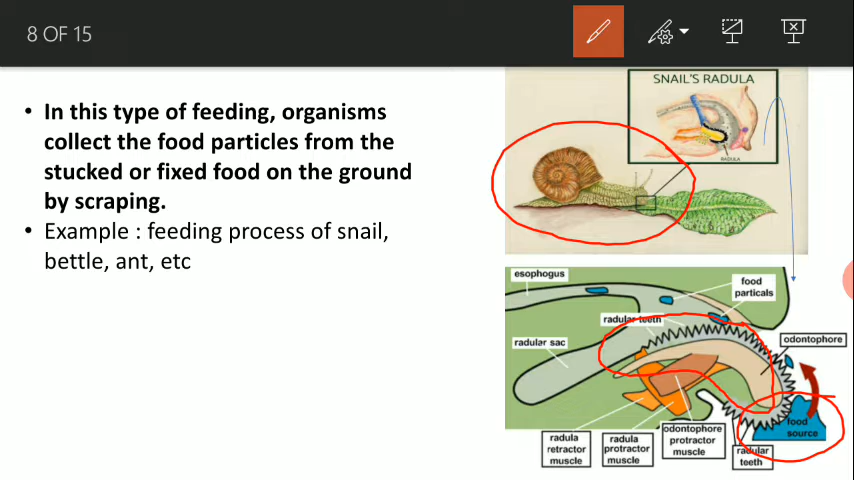 8 OF 15
• In this type of feeding, organisms
collect the food particles from the
stucked or fixed food on the ground
by scraping.
• Example : feeding process of snail,
bettle, ant, etc
SNAIL'S RADULA
RADULA
esophogus
food
particals
radular teeth
radular sac
odontophore
food
source
radula
retractor
muscle
radula
protractor
muscle
odontophore
protractor
muscle
radular
teeth